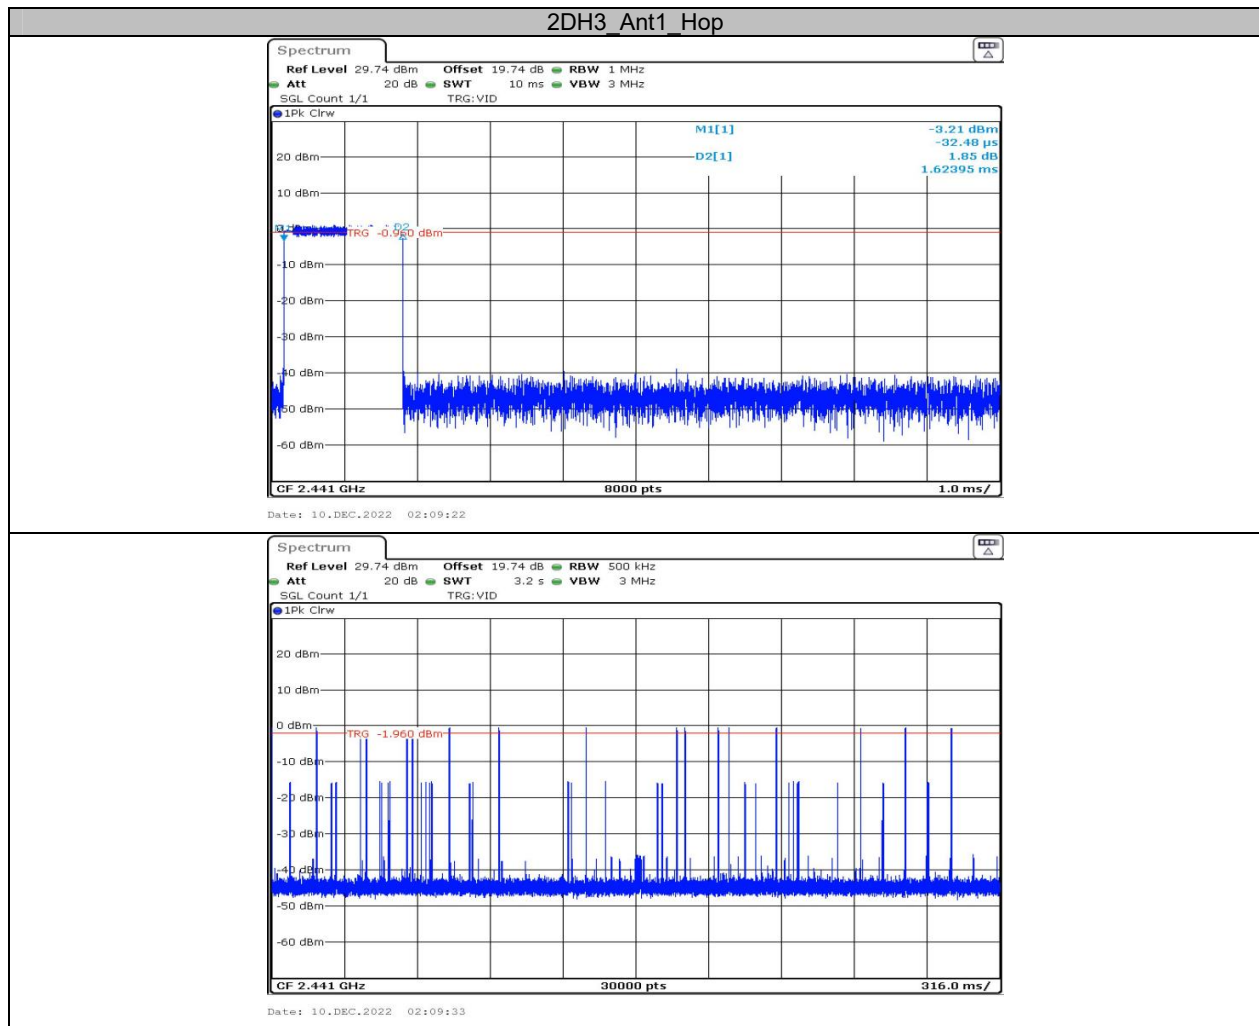 2DH3_Ant1_Hop
Spectrum
Ref Level 29.74 dBm Offset 19.74 dB RBW 1 MHz
Att 20 dB SWT 10 ms VBW 3 MHz
SGL Count 1/1 TRG:VID
1Pk Clrw
M1[1] -3.21 dBm
-32.48 µs
20 dBm D2[1] 1.85 dB
1.62395 ms
10 dBm
D2
TRG -0.960 dBm
-10 dBm
-20 dBm
-30 dBm
-40 dBm
-50 dBm
-60 dBm
CF 2.441 GHz 8000 pts 1.0 ms/
Date: 10.DEC.2022 02:09:22
Spectrum
Ref Level 29.74 dBm Offset 19.74 dB RBW 500 kHz
Att 20 dB SWT 3.2 s VBW 3 MHz
SGL Count 1/1 TRG:VID
1Pk Clrw
20 dBm
10 dBm
0 dBm
TRG -1.960 dBm
-10 dBm
-20 dBm
-30 dBm
-40 dBm
-50 dBm
-60 dBm
CF 2.441 GHz 30000 pts 316.0 ms/
Date: 10.DEC.2022 02:09:33